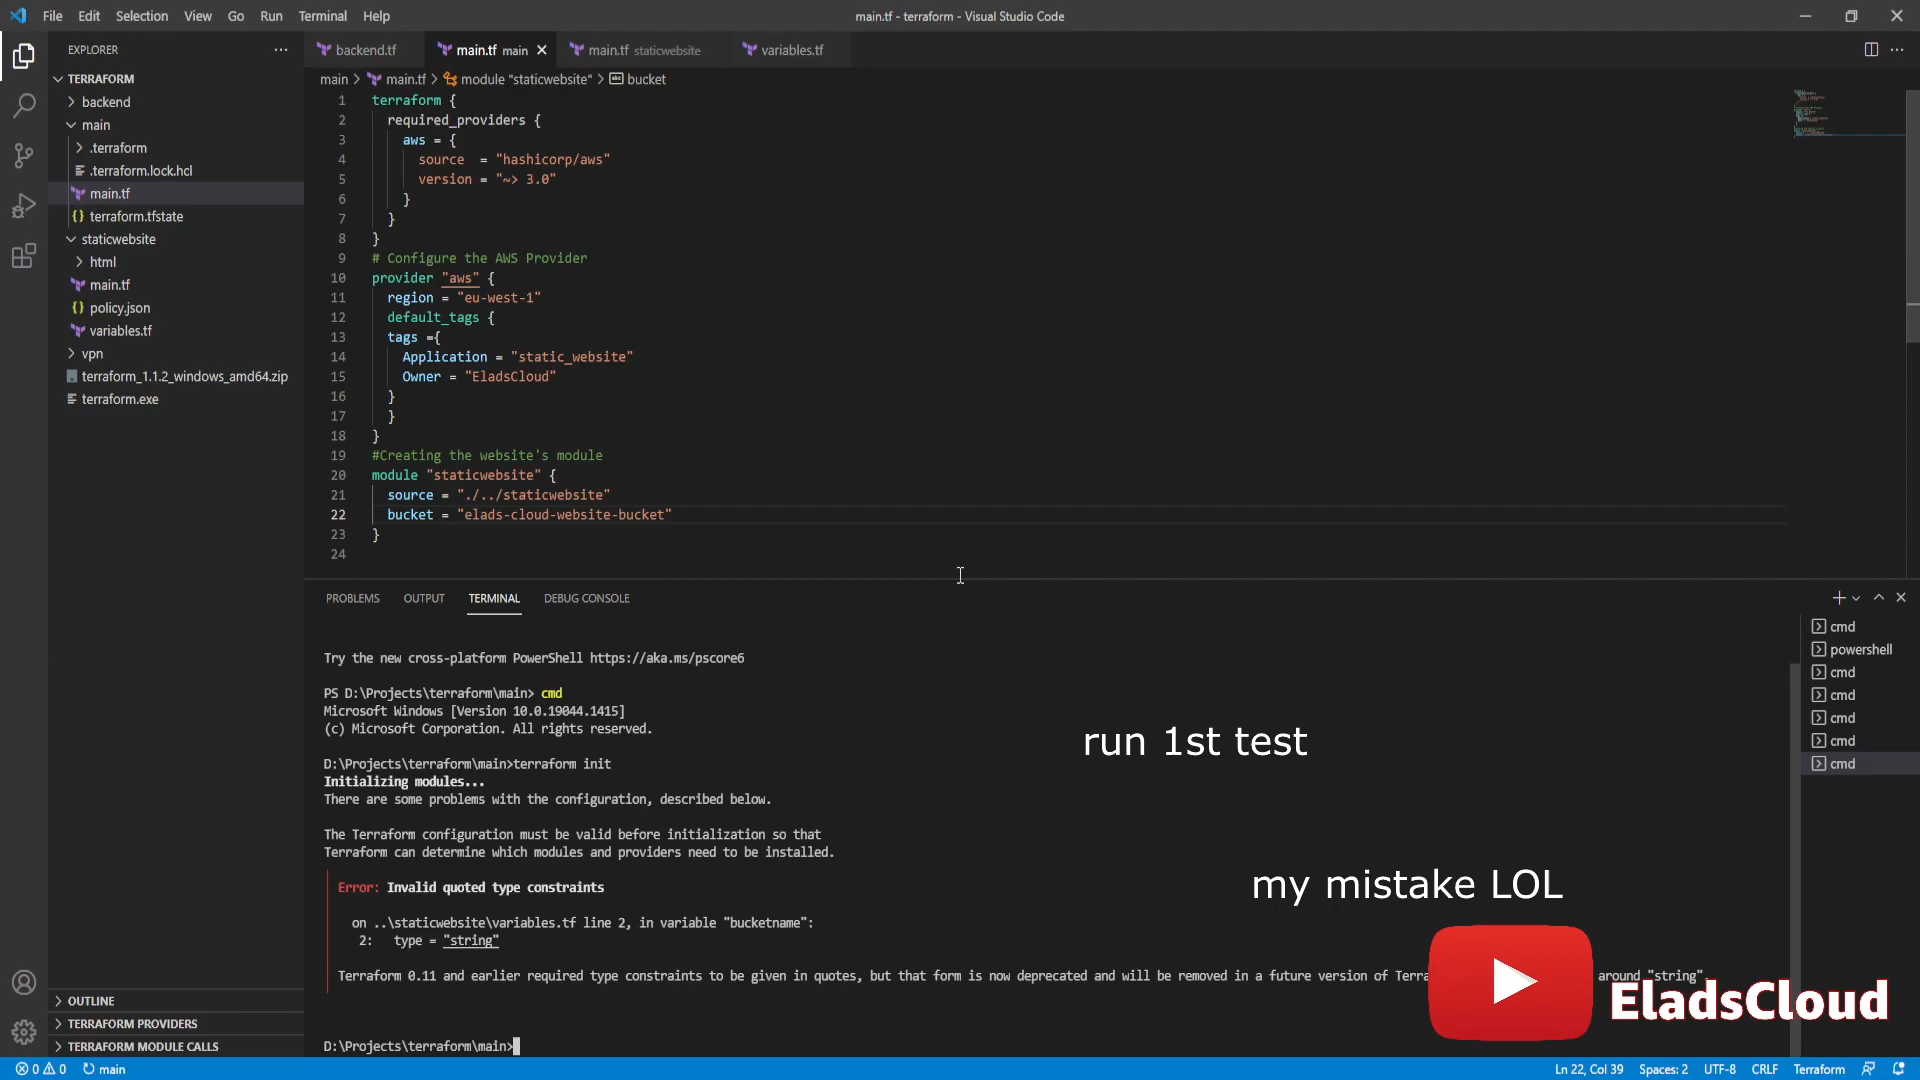 File Edit Selection View Go Run Terminal Help
main.tf - terraform - Visual Studio Code
EXPLORER
TERRAFORM
backend
main
.terraform
.terraform.lock.hcl
main.tf
terraform.tfstate
staticwebsite
html
main.tf
policy.json
variables.tf
vpn
terraform_1.1.2_windows_amd64.zip
terraform.exe
OUTLINE
TERRAFORM PROVIDERS
TERRAFORM MODULE CALLS
backend.tf main.tf main main.tf staticwebsite variables.tf
main > main.tf > module "staticwebsite" > bucket
1 terraform {
2 required_providers {
3 aws = {
4 source = "hashicorp/aws"
5 version = "~> 3.0"
6 }
7 }
8 }
9 # Configure the AWS Provider
10 provider "aws" {
11 region = "eu-west-1"
12 default_tags {
13 tags ={
14 Application = "static_website"
15 Owner = "EladsCloud"
16 }
17 }
18 }
19 #Creating the website's module
20 module "staticwebsite" {
21 source = "./../staticwebsite"
22 bucket = "elads-cloud-website-bucket"
23 }
24
PROBLEMS OUTPUT TERMINAL DEBUG CONSOLE
Try the new cross-platform PowerShell https://aka.ms/pscore6
PS D:\Projects\terraform\main> cmd
Microsoft Windows [Version 10.0.19044.1415]
(c) Microsoft Corporation. All rights reserved.
D:\Projects\terraform\main>terraform init
Initializing modules...
There are some problems with the configuration, described below.
The Terraform configuration must be valid before initialization so that
Terraform can determine which modules and providers need to be installed.
Error: Invalid quoted type constraints
on ..\staticwebsite\variables.tf line 2, in variable "bucketname":
2: type = "string"
Terraform 0.11 and earlier required type constraints to be given in quotes, but that form is now deprecated and will be removed in a future version of Terra around "string".
D:\Projects\terraform\main>
cmd
powershell
cmd
cmd
cmd
cmd
cmd
run 1st test
my mistake LOL
EladsCloud
0 0 main
Ln 22, Col 39 Spaces: 2 UTF-8 CRLF Terraform